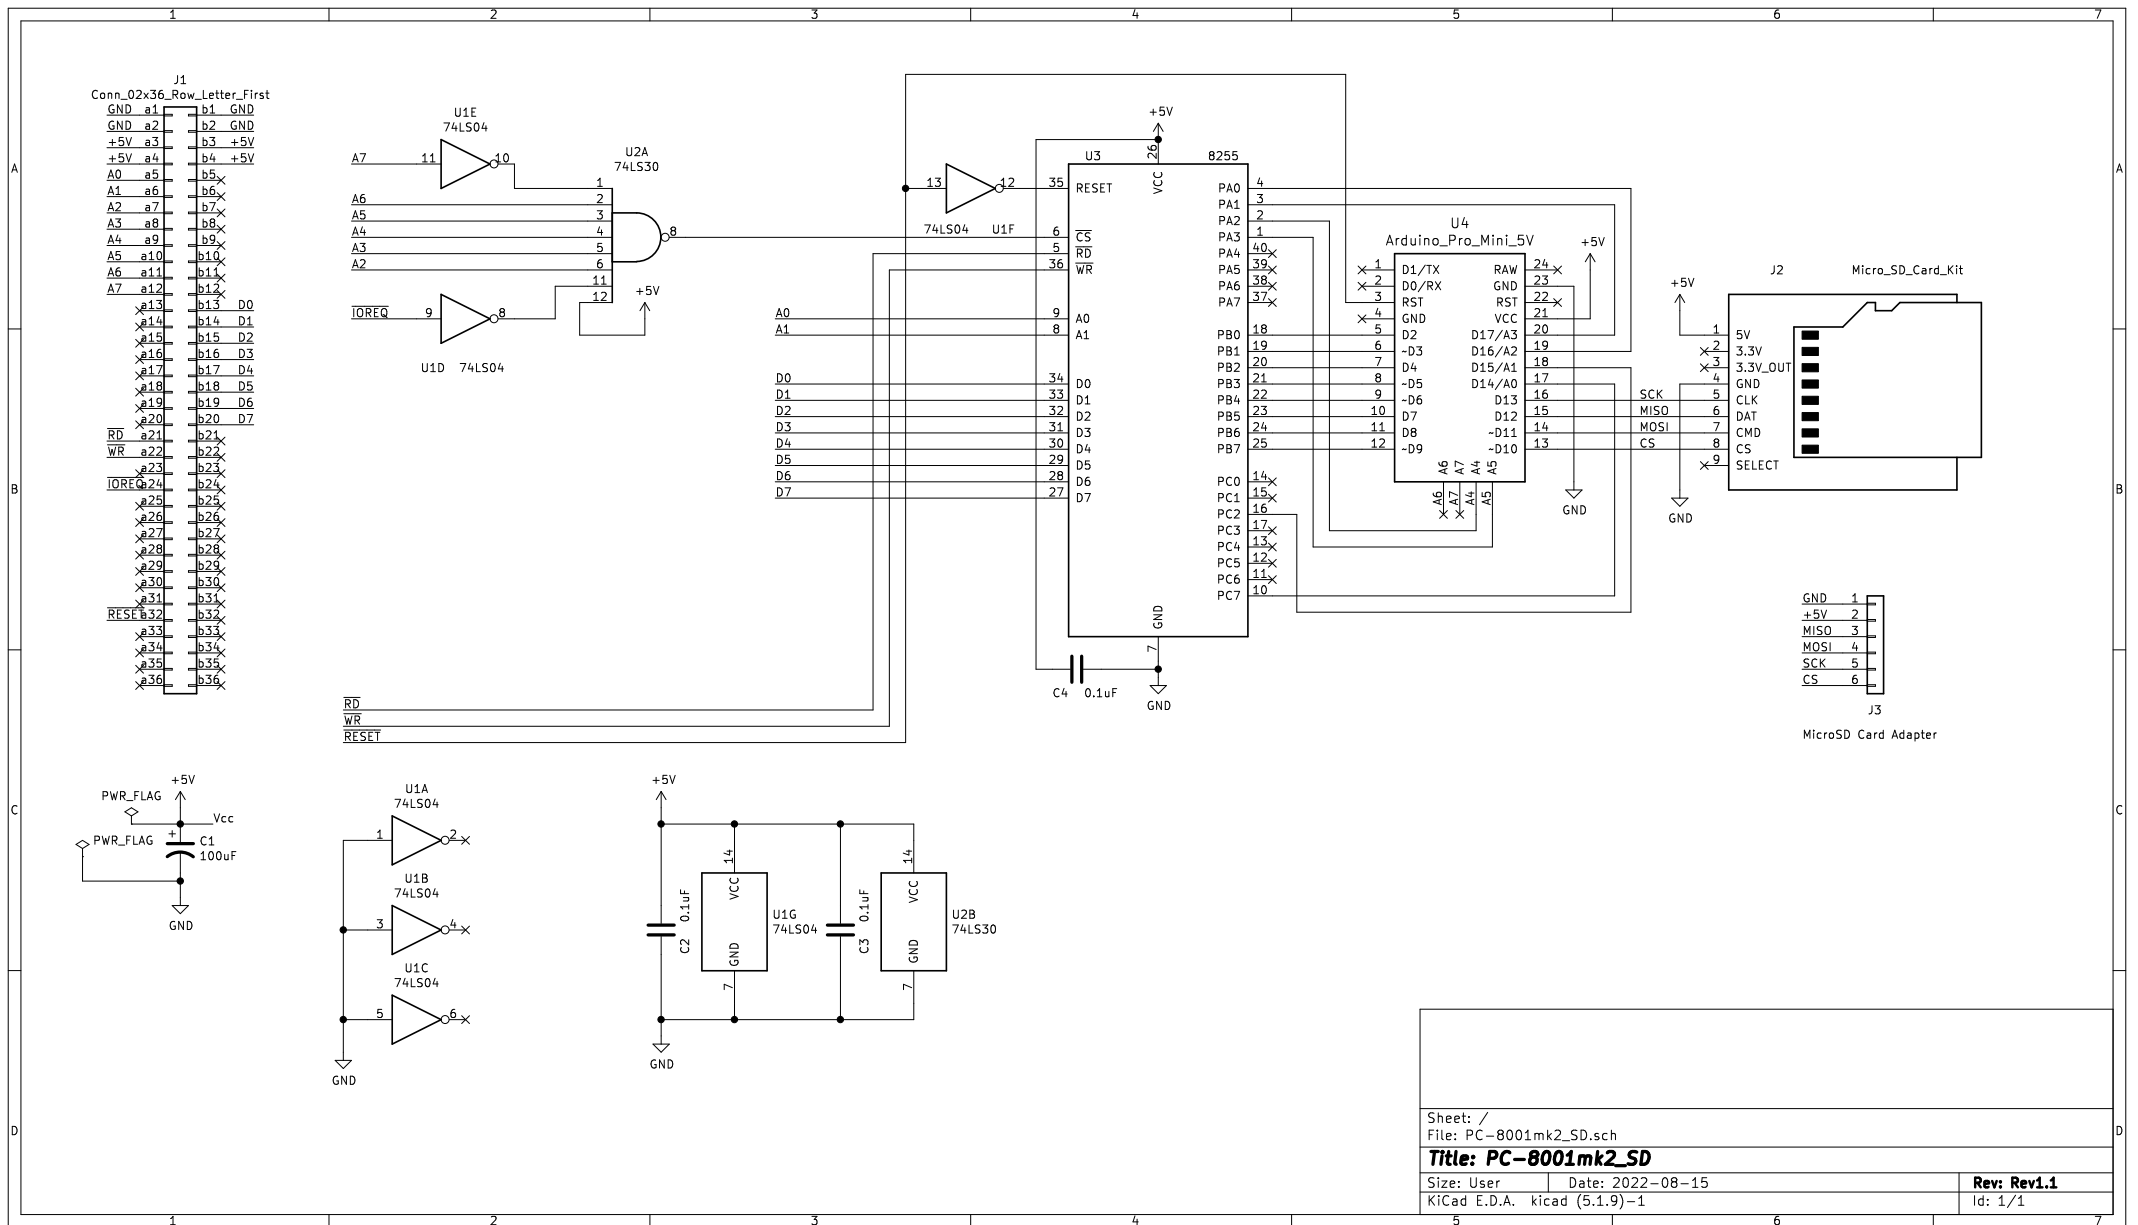 1 2 3 4 5 6 7
A
B
C
D
J1
Conn_02x36_Row_Letter_First
GND a1 b1 GND
GND a2 b2 GND
+5V a3 b3 +5V
+5V a4 b4 +5V
A0 a5 b5
A1 a6 b6
A2 a7 b7
A3 a8 b8
A4 a9 b9
A5 a10 b10
A6 a11 b11
A7 a12 b12
a13 b13 D0
a14 b14 D1
a15 b15 D2
a16 b16 D3
a17 b17 D4
a18 b18 D5
a19 b19 D6
a20 b20 D7
RD a21 b21
WR a22 b22
a23 b23
IOREQ a24 b24
a25 b25
a26 b26
a27 b27
a28 b28
a29 b29
a30 b30
a31 b31
RESET a32 b32
a33 b33
a34 b34
a35 b35
a36 b36
U1E
74LS04
A7 11 10
U2A
74LS30
1
A6 2
A5 3
A4 4 8
A3 5
A2 6
11
12
+5V
IOREQ 9 8
U1D 74LS04
13 12
74LS04 U1F
+5V
26
U3 8255
VCC
35 RESET
6 CS
5 RD
36 WR
A0 9 A0
A1 8 A1
D0 34 D0
D1 33 D1
D2 32 D2
D3 31 D3
D4 30 D4
D5 29 D5
D6 28 D6
D7 27 D7
PA0 4
PA1 3
PA2 2
PA3 1
PA4 40
PA5 39
PA6 38
PA7 37
PB0 18
PB1 19
PB2 20
PB3 21
PB4 22
PB5 23
PB6 24
PB7 25
PC0 14
PC1 15
PC2 16
PC3 17
PC4 13
PC5 12
PC6 11
PC7 10
GND
7
C4 0.1uF
GND
RD
WR
RESET
U4
Arduino_Pro_Mini_5V
+5V
1 D1/TX RAW 24
2 D0/RX GND 23
3 RST RST 22
4 GND VCC 21
5 D2 D17/A3 20
6 ~D3 D16/A2 19
7 D4 D15/A1 18
8 ~D5 D14/A0 17
9 ~D6 D13 16 SCK
10 D7 D12 15 MISO
11 D8 ~D11 14 MOSI
12 ~D9 ~D10 13 CS
A6 A7 A4 A5
A6 A7 A4 A5
GND
J2 Micro_SD_Card_Kit
+5V
1 5V
2 3.3V
3 3.3V_OUT
4 GND
5 CLK
6 DAT
7 CMD
8 CS
9 SELECT
GND
GND 1
+5V 2
MISO 3
MOSI 4
SCK 5
CS 6
J3
MicroSD Card Adapter
+5V
PWR_FLAG
Vcc
PWR_FLAG
+
C1
100uF
GND
U1A
74LS04
1 2
U1B
74LS04
3 4
U1C
74LS04
5 6
GND
+5V
14 14
VCC VCC
C2 0.1uF
U1G
74LS04
C3 0.1uF
U2B
74LS30
GND GND
7 7
GND
Sheet: /
File: PC-8001mk2_SD.sch
Title: PC-8001mk2_SD
Size: User Date: 2022-08-15 Rev: Rev1.1
KiCad E.D.A. kicad (5.1.9)-1 Id: 1/1
A
B
C
D
1 2 3 4 5 6 7